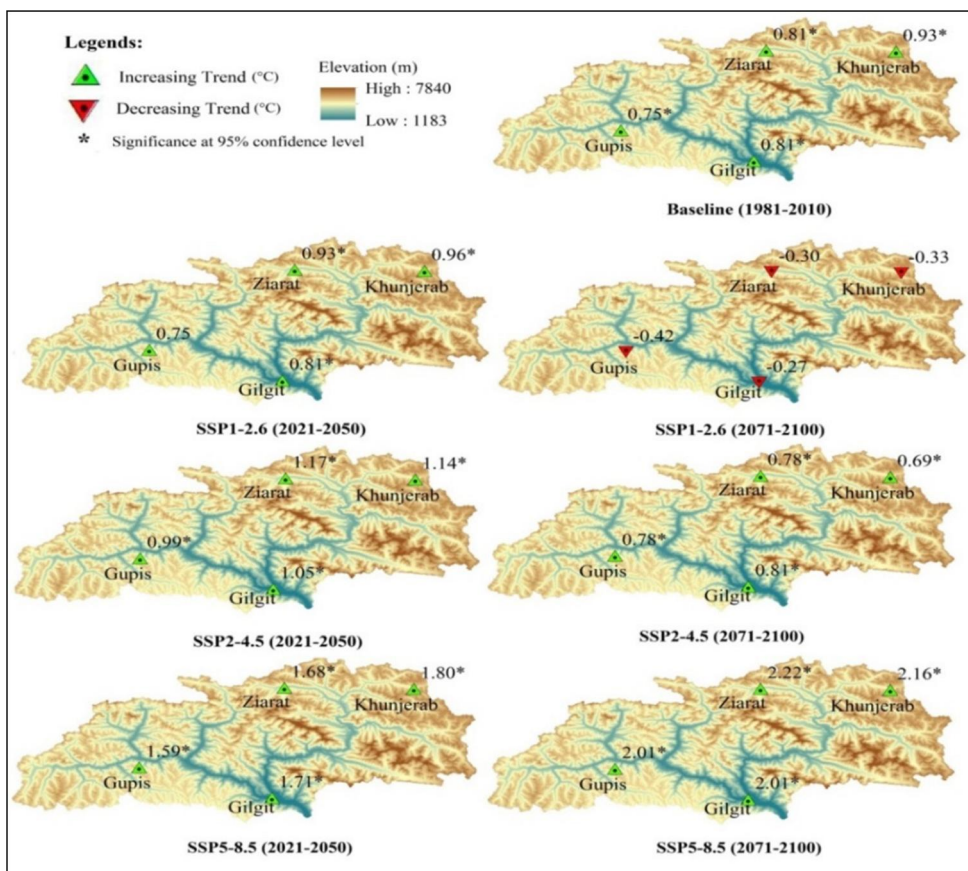 Legends:
Increasing Trend (°C)
Decreasing Trend (°C)
* Significance at 95% confidence level
Elevation (m)
High : 7840
Low : 1183
0.81*
0.93*
Ziarat
Khunjerab
0.75*
Gupis
0.81*
Gilgit
Baseline (1981-2010)
0.93*
0.96*
Ziarat
Khunjerab
0.75
Gupis
0.81*
Gilgit
SSP1-2.6 (2021-2050)
-0.30
-0.33
Ziarat
Khunjerab
-0.42
Gupis
-0.27
Gilgit
SSP1-2.6 (2071-2100)
1.17*
1.14*
Ziarat
Khunjerab
0.99*
Gupis
1.05*
Gilgit
SSP2-4.5 (2021-2050)
0.78*
0.69*
Ziarat
Khunjerab
0.78*
Gupis
0.81*
Gilgit
SSP2-4.5 (2071-2100)
1.68*
1.80*
Ziarat
Khunjerab
1.59*
Gupis
1.71*
Gilgit
SSP5-8.5 (2021-2050)
2.22*
2.16*
Ziarat
Khunjerab
2.01*
Gupis
2.01*
Gilgit
SSP5-8.5 (2071-2100)